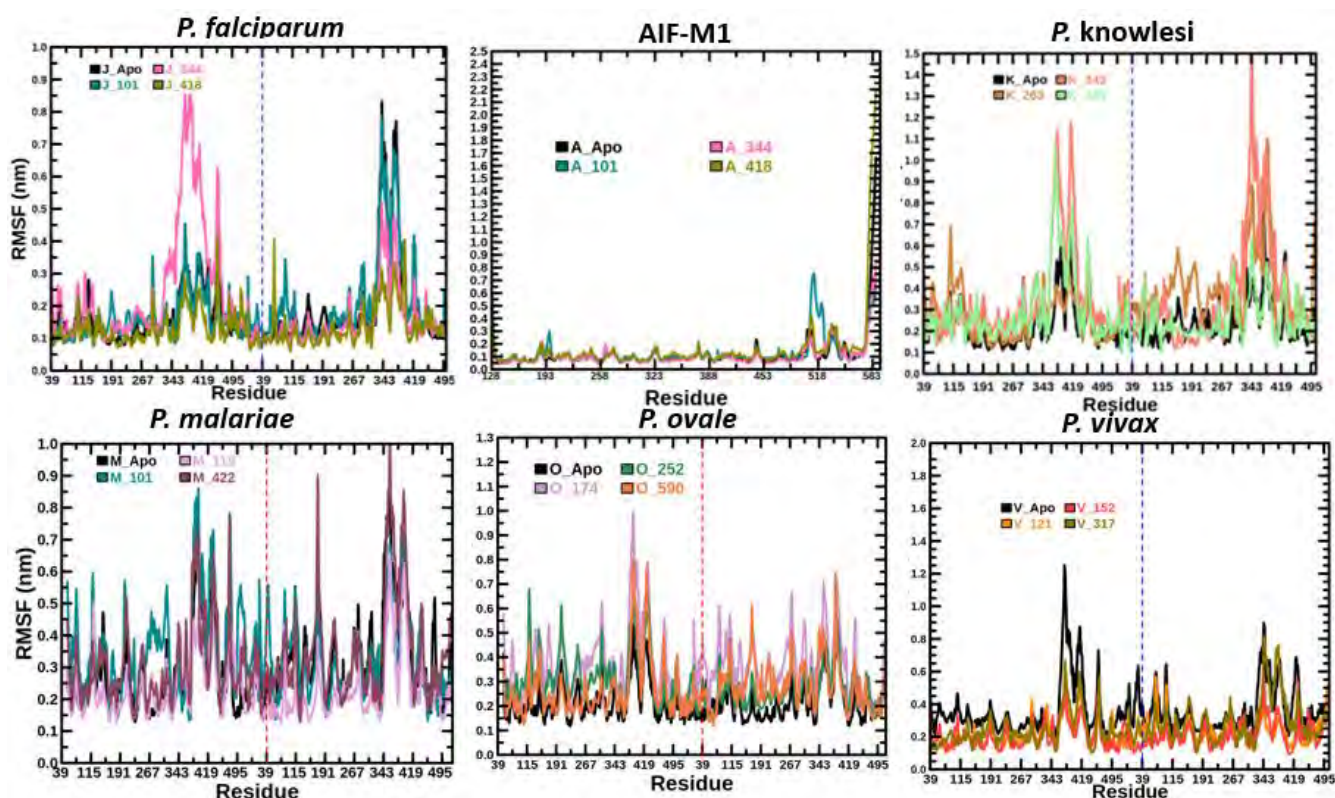 P. falciparum
RMSF (nm)
1.0
0.9
0.8
0.7
0.6
0.5
0.4
0.3
0.2
0.1
0.0
J_Apo J_344
J_101 J_418
39 115 191 267 343 419 495 39 115 191 267 343 419 495
Residue
AIF-M1
2.5
2.4
2.3
2.2
2.1
2.0
1.9
1.8
1.7
1.6
1.5
1.4
1.3
1.2
1.1
1.0
0.9
0.8
0.7
0.6
0.5
0.4
0.3
0.2
0.1
0.0
A_Apo A_344
A_101 A_418
128 193 258 323 388 453 518 583
Residue
P. knowlesi
1.5
1.4
1.3
1.2
1.1
1.0
0.9
0.8
0.7
0.6
0.5
0.4
0.3
0.2
0.1
0.0
K_Apo
K_263
39 115 191 267 343 419 495 39 115 191 267 343 419 495
Residue
P. malariae
RMSF (nm)
1.0
0.9
0.8
0.7
0.6
0.5
0.4
0.3
0.2
0.1
0.0
M_Apo
M_101 M_422
39 115 191 267 343 419 495 39 115 191 267 343 419 495
Residue
P. ovale
1.3
1.2
1.1
1.0
0.9
0.8
0.7
0.6
0.5
0.4
0.3
0.2
0.1
0.0
O_Apo O_252
O_174 O_590
39 115 191 267 343 419 495 39 115 191 267 343 419 495
Residue
P. vivax
2.0
1.8
1.6
1.4
1.2
1.0
0.8
0.6
0.4
0.2
0.0
V_Apo V_152
V_121 V_317
39 115 191 267 343 419 495 39 115 191 267 343 419 495
Residue